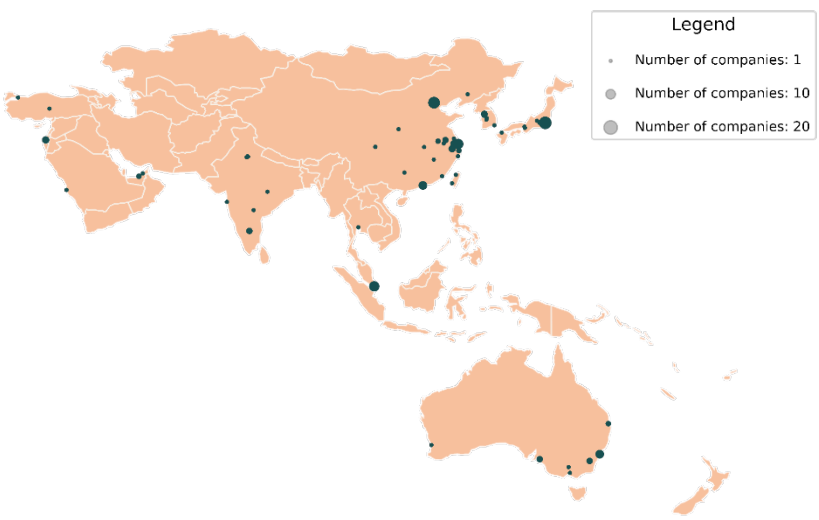 Legend
Number of companies: 1
Number of companies: 10
Number of companies: 20